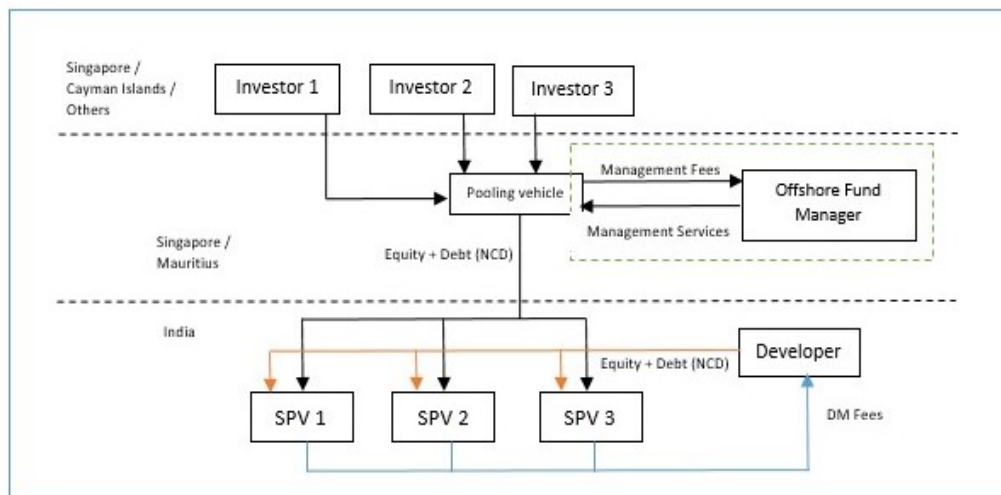 Singapore /
Cayman Islands /
Others
Investor 1
Investor 2
Investor 3
Management Fees
Pooling vehicle
Offshore Fund
Manager
Management Services
Singapore /
Mauritius
Equity + Debt (NCD)
India
Developer
Equity + Debt (NCD)
SPV 1
SPV 2
SPV 3
DM Fees